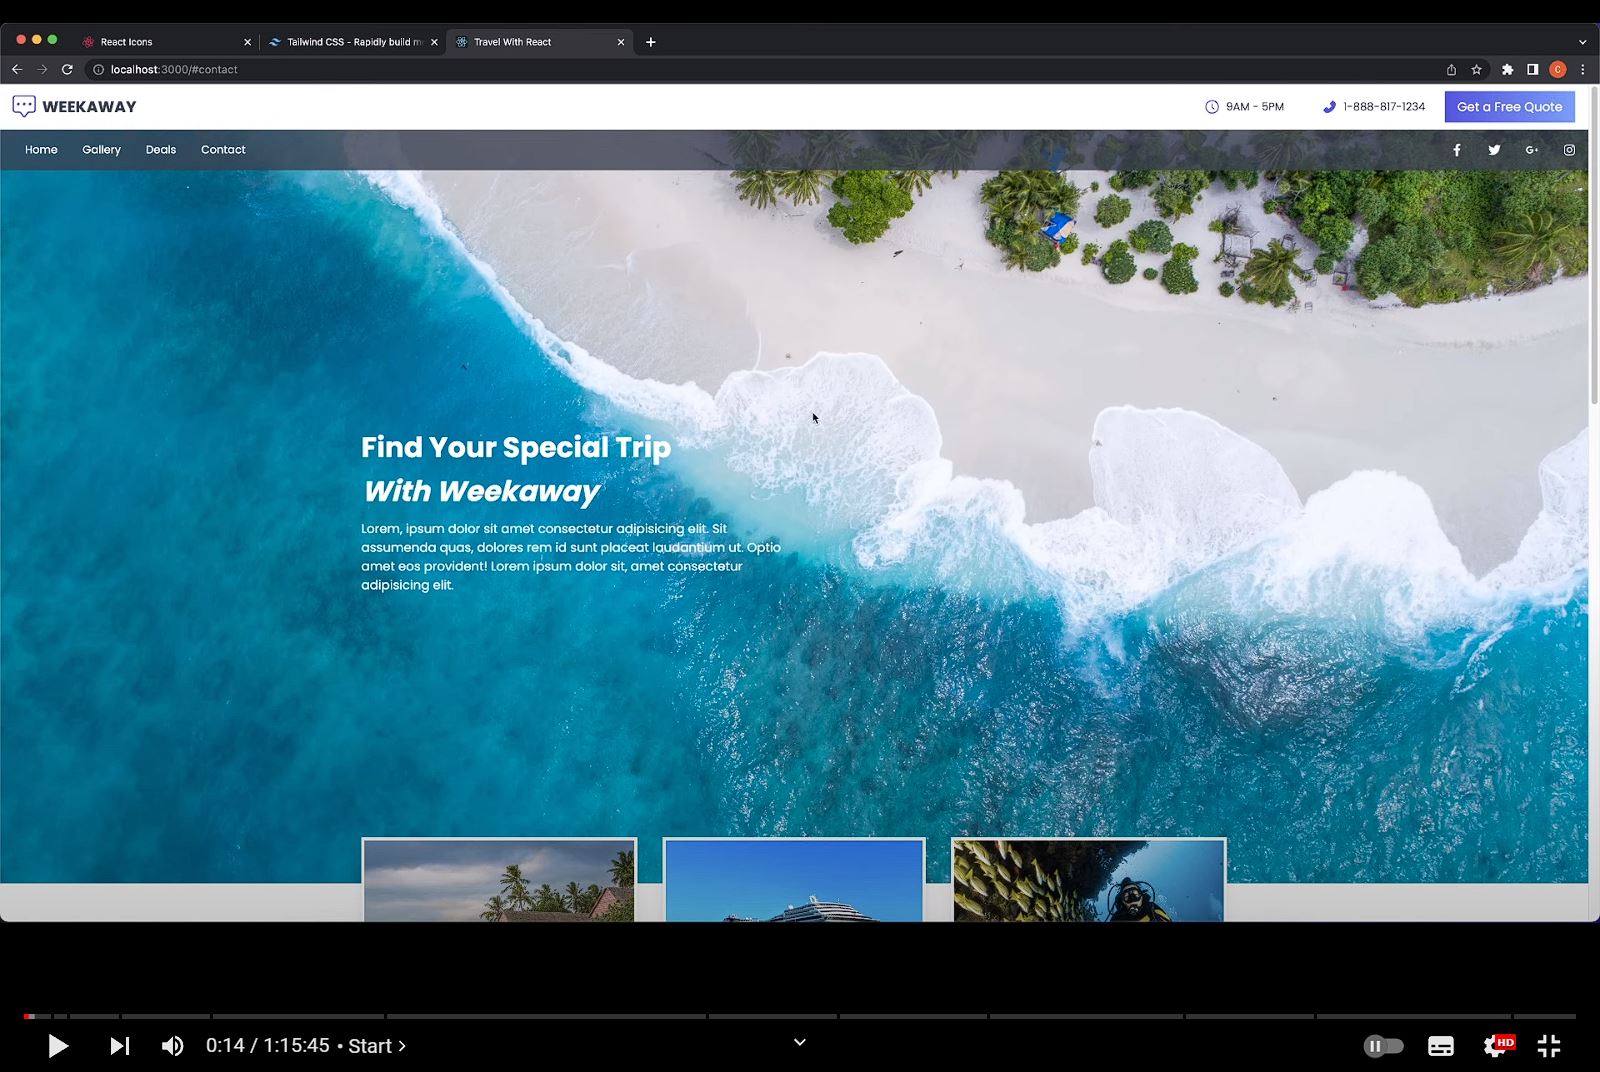 React Icons
Tailwind CSS - Rapidly build m
Travel With React
localhost:3000/#contact
C
WEEKAWAY
9AM - 5PM
1-888-817-1234
Get a Free Quote
Home
Gallery
Deals
Contact
G+
Find Your Special Trip
With Weekaway
Lorem, ipsum dolor sit amet consectetur adipisicing elit. Sit
assumenda quas, dolores rem id sunt placeat laudantium ut. Optio
amet eos provident! Lorem ipsum dolor sit, amet consectetur
adipisicing elit.
0:14 / 1:15:45 • Start
HD